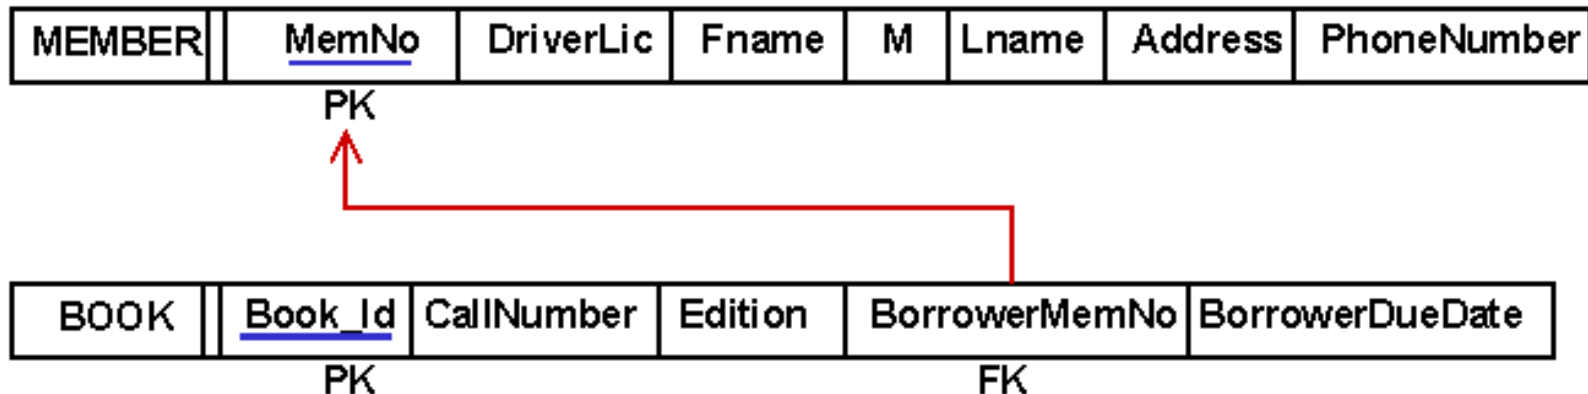 MEMBER MemNo DriverLic Fname M Lname Address PhoneNumber
PK
BOOK Book_Id CallNumber Edition BorrowerMemNo BorrowerDueDate
PK FK